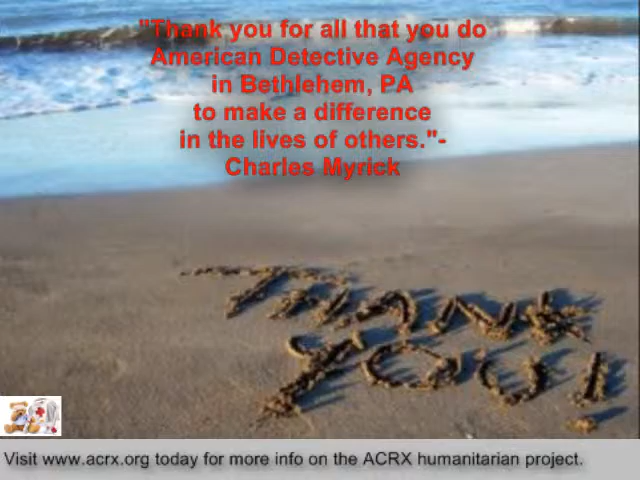 "Thank you for all that you do
American Detective Agency
in Bethlehem, PA
to make a difference
in the lives of others."-
Charles Myrick
THANK
YOU!
Visit www.acrx.org today for more info on the ACRX humanitarian project.